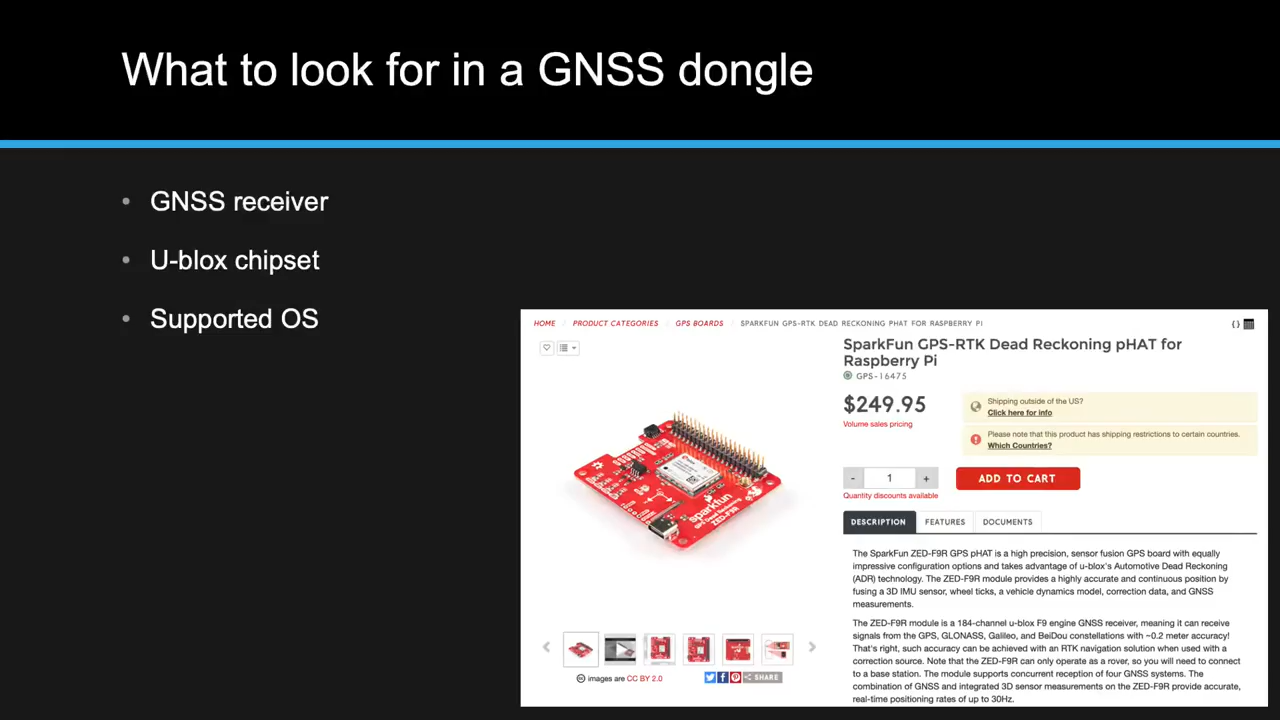 What to look for in a GNSS dongle
• GNSS receiver
• U-blox chipset
• Supported OS
HOME / PRODUCT CATEGORIES / GPS BOARDS / SPARKFUN GPS-RTK DEAD RECKONING PHAT FOR RASPBERRY PI
SparkFun GPS-RTK Dead Reckoning pHAT for
Raspberry Pi
GPS-16475
$249.95
Volume sales pricing
Shipping outside of the US?
Click here for info
Please note that this product has shipping restrictions to certain countries.
Which Countries?
- 1 +
ADD TO CART
Quantity discounts available
DESCRIPTION FEATURES DOCUMENTS
The SparkFun ZED-F9R GPS pHAT is a high precision, sensor fusion GPS board with equally
impressive configuration options and takes advantage of u-blox's Automotive Dead Reckoning
(ADR) technology. The ZED-F9R module provides a highly accurate and continuous position by
fusing a 3D IMU sensor, wheel ticks, a vehicle dynamics model, correction data, and GNSS
measurements.
The ZED-F9R module is a 184-channel u-blox F9 engine GNSS receiver, meaning it can receive
signals from the GPS, GLONASS, Galileo, and BeiDou constellations with ~0.2 meter accuracy!
That's right, such accuracy can be achieved with an RTK navigation solution when used with a
correction source. Note that the ZED-F9R can only operate as a rover, so you will need to connect
to a base station. The module supports concurrent reception of four GNSS systems. The
combination of GNSS and integrated 3D sensor measurements on the ZED-F9R provide accurate,
real-time positioning rates of up to 30Hz.
sparkfun
ZED-F9R
images are CC BY 2.0
SHARE